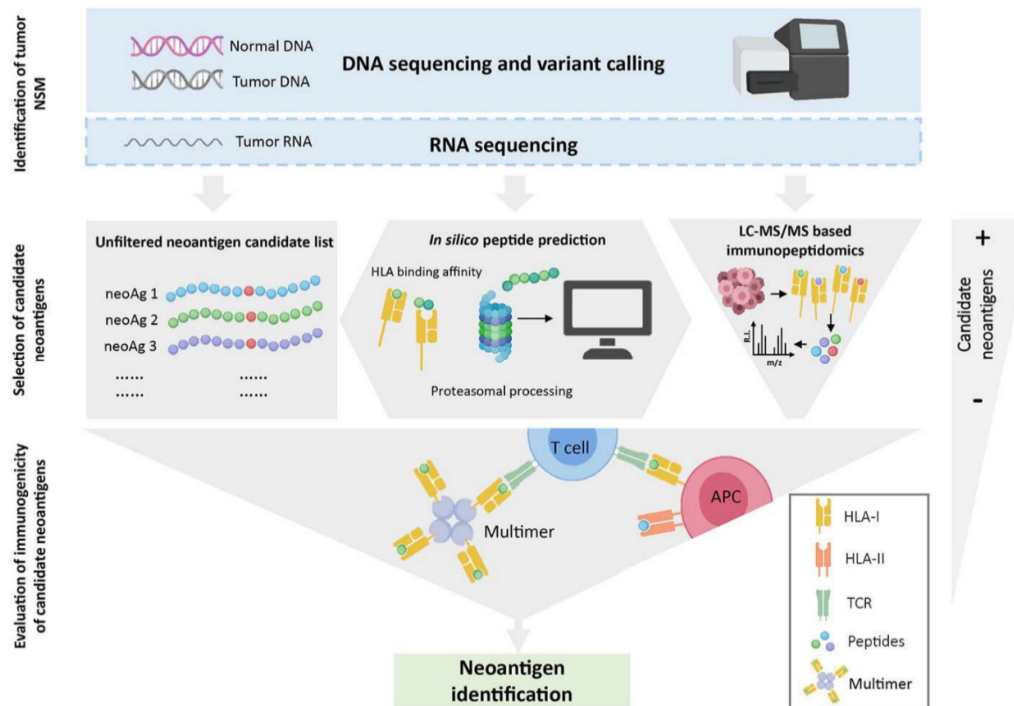 Identification of tumor
NSM
Normal DNA
Tumor DNA
DNA sequencing and variant calling
Tumor RNA
RNA sequencing
Selection of candidate
neoantigens
Unfiltered neoantigen candidate list
neoAg 1
neoAg 2
neoAg 3
...... ......
...... ......
In silico peptide prediction
HLA binding affinity
Proteasomal processing
LC-MS/MS based
immunopeptidomics
R.I.
m/z
+
Candidate
neoantigens
-
Evaluation of immunogenicity
of candidate neoantigens
T cell
APC
Multimer
HLA-I
HLA-II
TCR
Peptides
Multimer
Neoantigen
identification